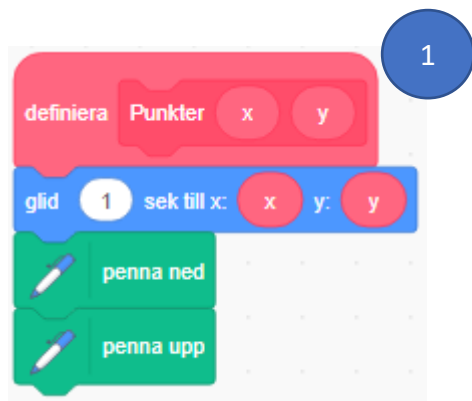 1
definiera Punkter x y
glid 1 sek till x: x y: y
penna ned
penna upp